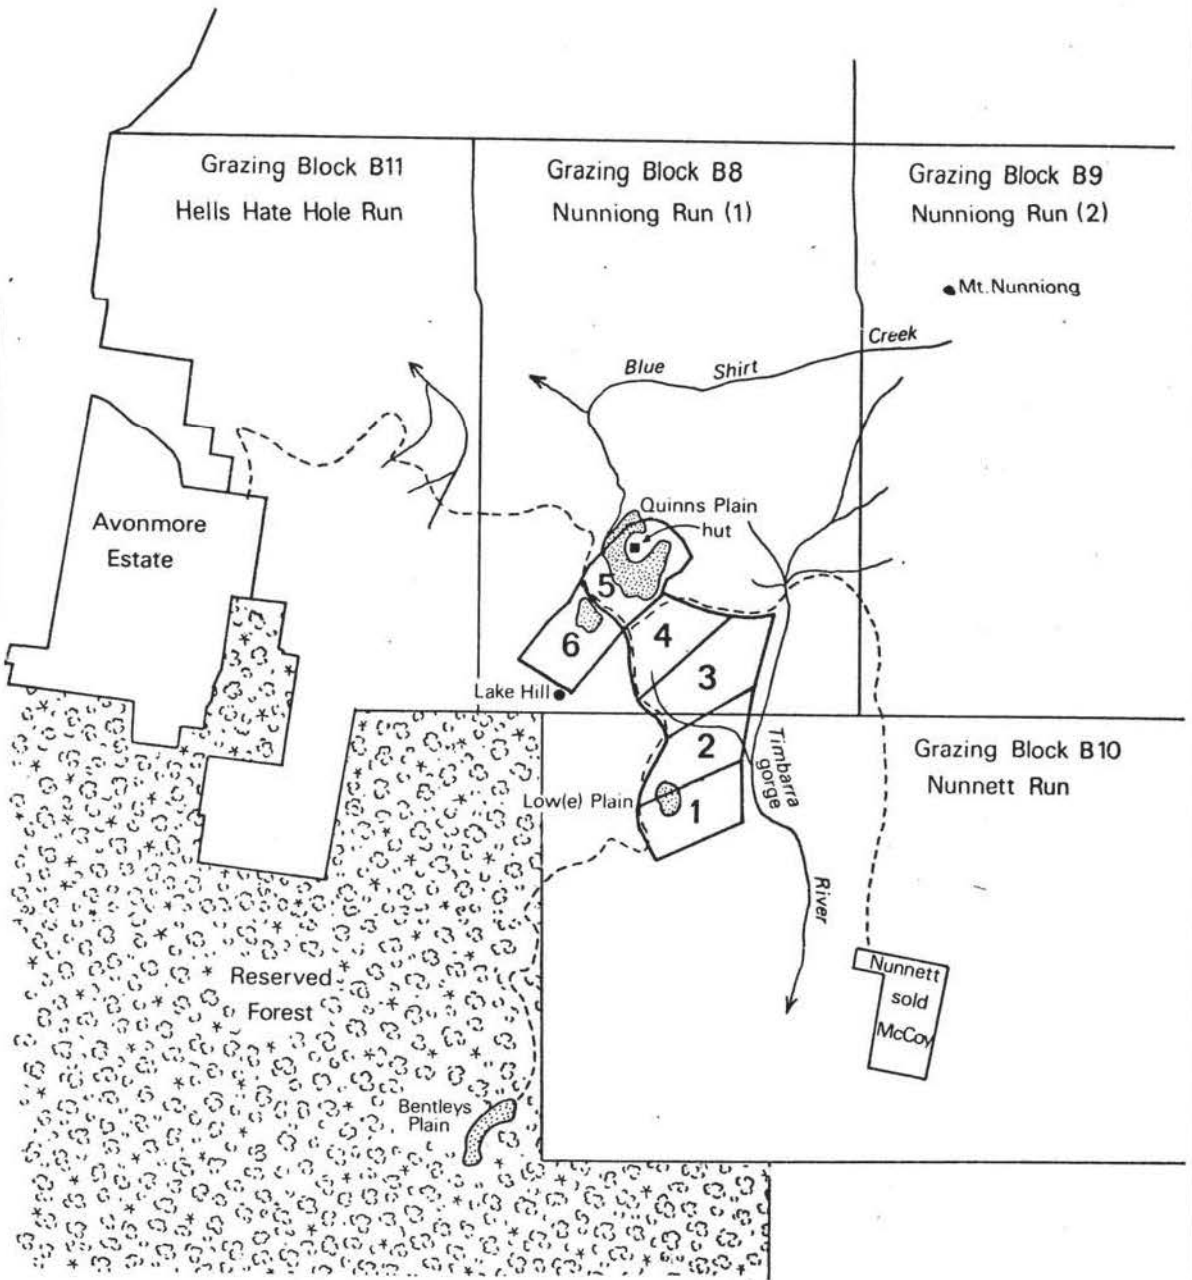 Grazing Block B11
Hells Hate Hole Run
Grazing Block B8
Nunniong Run (1)
Grazing Block B9
Nunniong Run (2)
Mt. Nunniong
Blue Shirt Creek
Quinns Plain
hut
Avonmore
Estate
5
6
4
3
Lake Hill
2
Low(e) Plain
1
Timbarra
gorge
River
Grazing Block B10
Nunnett Run
Nunnett
sold
McCoy
Reserved
Forest
Bentleys
Plain